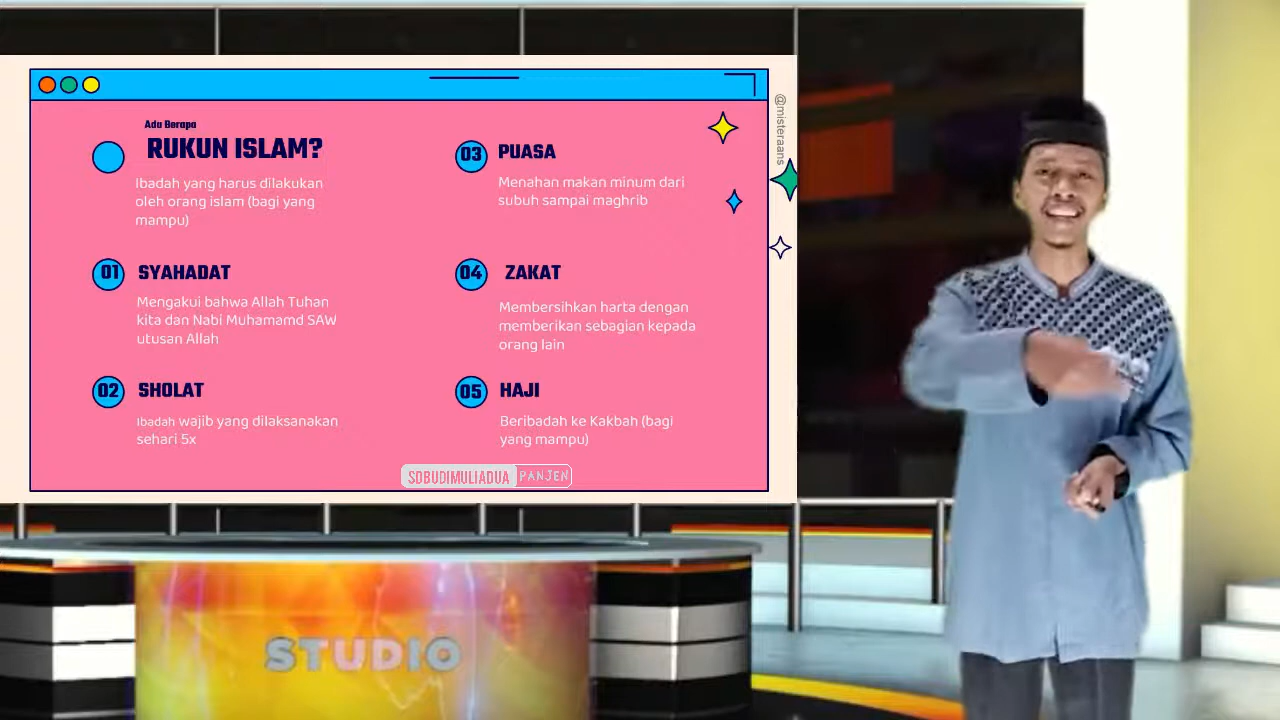 Ada Berapa
RUKUN ISLAM?
Ibadah yang harus dilakukan
oleh orang islam (bagi yang
mampu)
01 SYAHADAT
Mengakui bahwa Allah Tuhan
kita dan Nabi Muhamamd SAW
utusan Allah
02 SHOLAT
Ibadah wajib yang dilaksanakan
sehari 5x
03 PUASA
Menahan makan minum dari
subuh sampai maghrib
04 ZAKAT
Membersihkan harta dengan
memberikan sebagian kepada
orang lain
05 HAJI
Beribadah ke Kakbah (bagi
yang mampu)
SDBUDIMULIADUA PANJEN
@misteraans
STUDIO